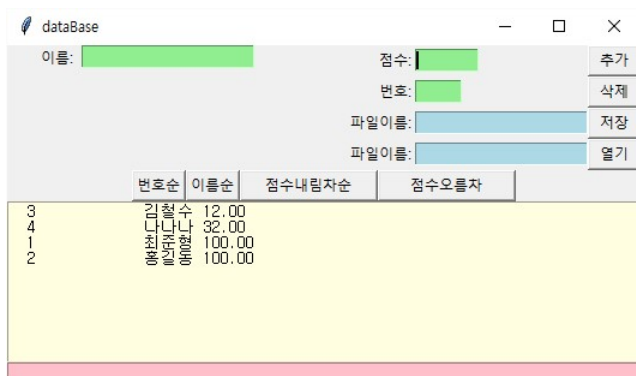 dataBase
이름: 점수: 추가
번호: 삭제
파일이름: 저장
파일이름: 열기
번호순 이름순 점수내림차순 점수오름차
3 김철수 12.00
4 나나나 32.00
1 최준형 100.00
2 홍길동 100.00